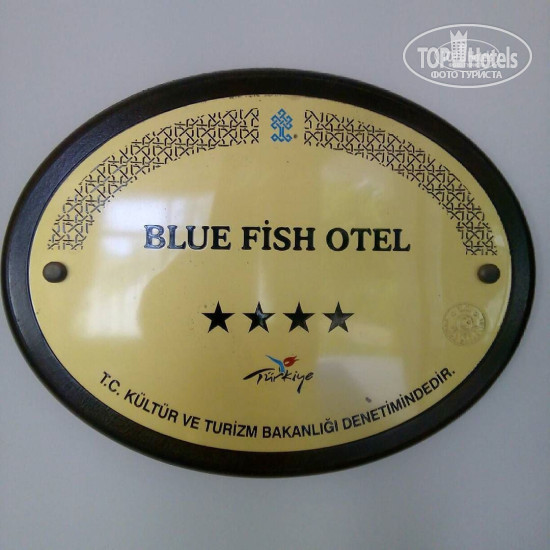 TOP Hotels
ФОТО ТУРИСТА
BLUE FİSH OTEL
Türkiye
T.C. KÜLTÜR VE TURİZM BAKANLIĞI DENETİMİNDEDİR.